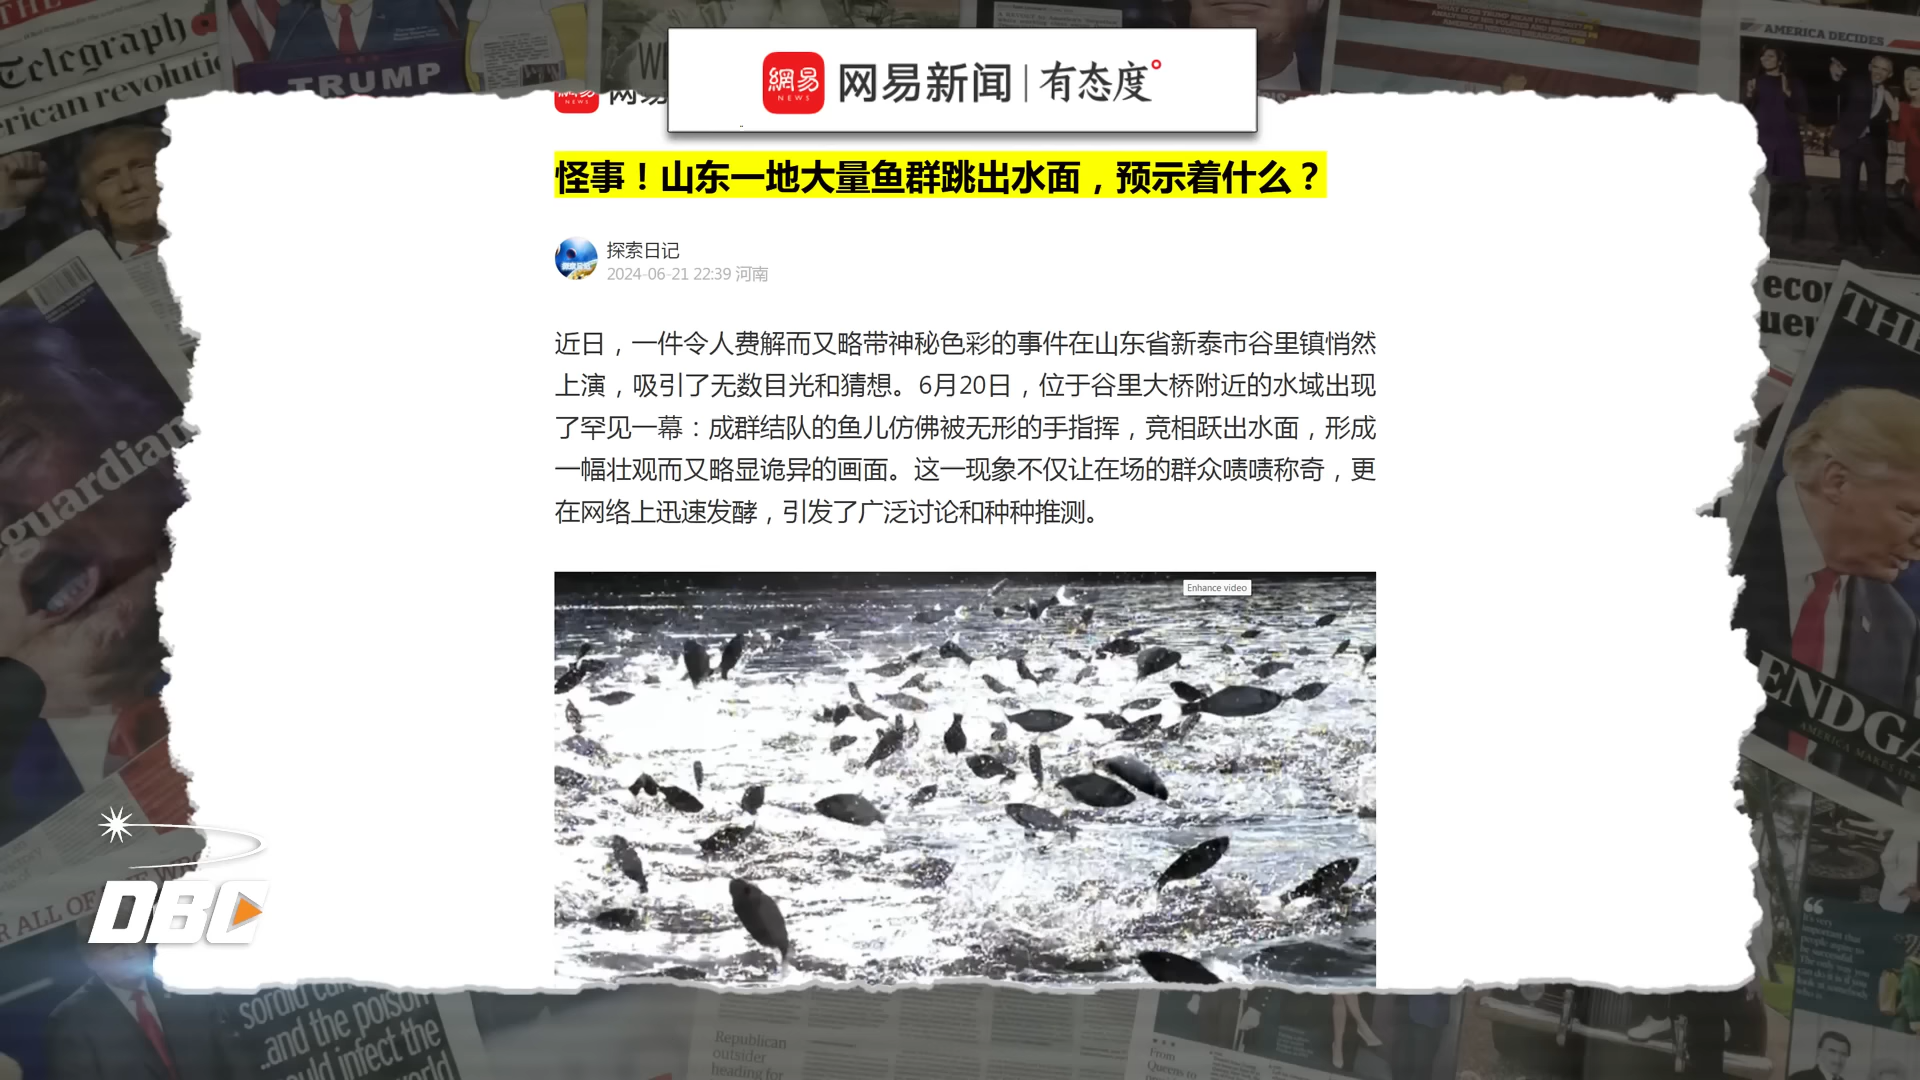 Telegraph
TRUMP
AMERICA DECIDES
網易
NEWS
网易新闻 | 有态度°
怪事！山东一地大量鱼群跳出水面，预示着什么？
探索日记
2024-06-21 22:39 河南
近日，一件令人费解而又略带神秘色彩的事件在山东省新泰市谷里镇悄然
上演，吸引了无数目光和猜想。6月20日，位于谷里大桥附近的水域出现
了罕见一幕：成群结队的鱼儿仿佛被无形的手指挥，竞相跃出水面，形成
一幅壮观而又略显诡异的画面。这一现象不仅让在场的群众啧啧称奇，更
在网络上迅速发酵，引发了广泛讨论和种种推测。
Enhance video
guardian
THE
DBC
ALL OF
...and the poison
Republican
outsider
heading for
From
Queens to